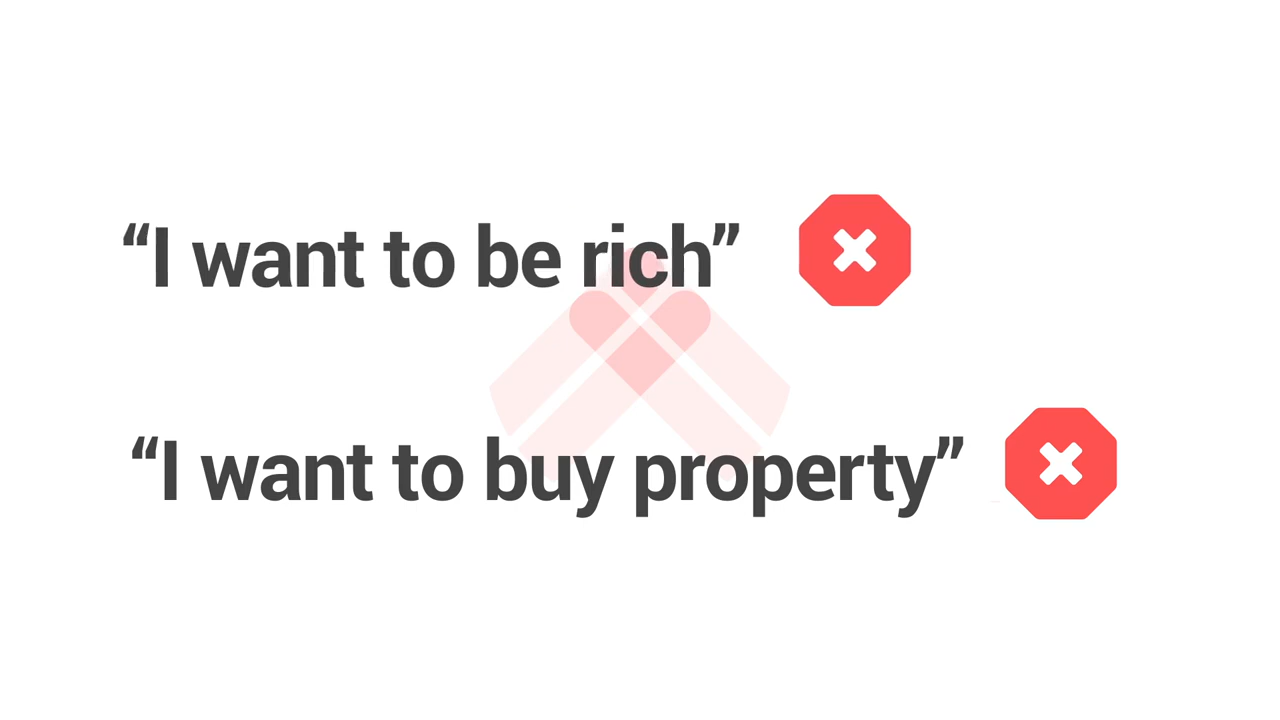 “I want to be rich”
“I want to buy property”